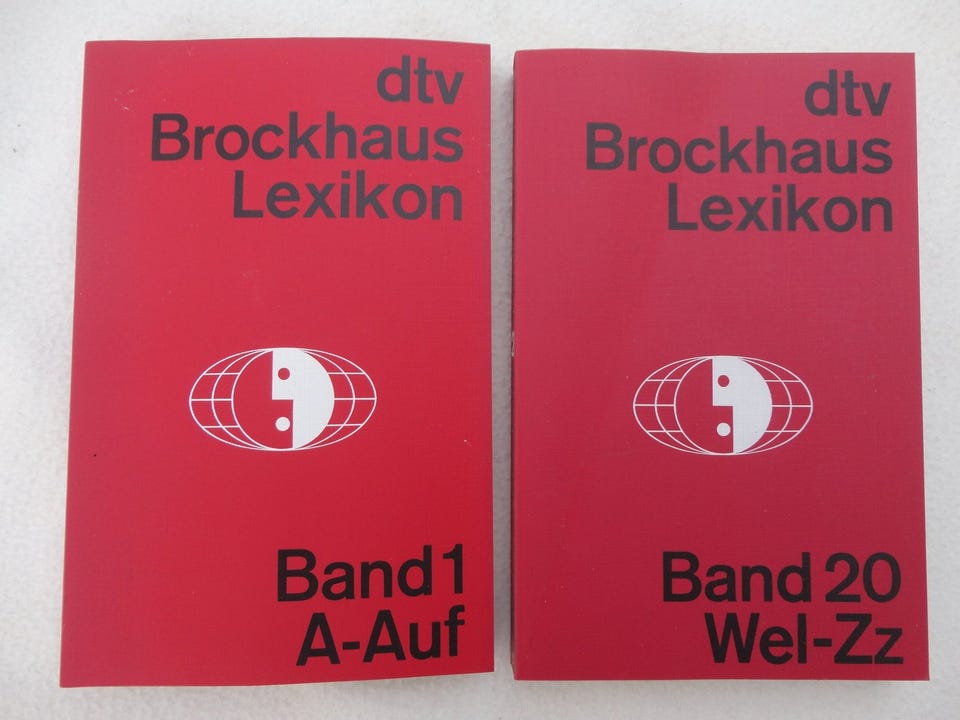 dtv
Brockhaus
Lexikon
Band 1
A-Auf
dtv
Brockhaus
Lexikon
Band 20
Wel-Zz